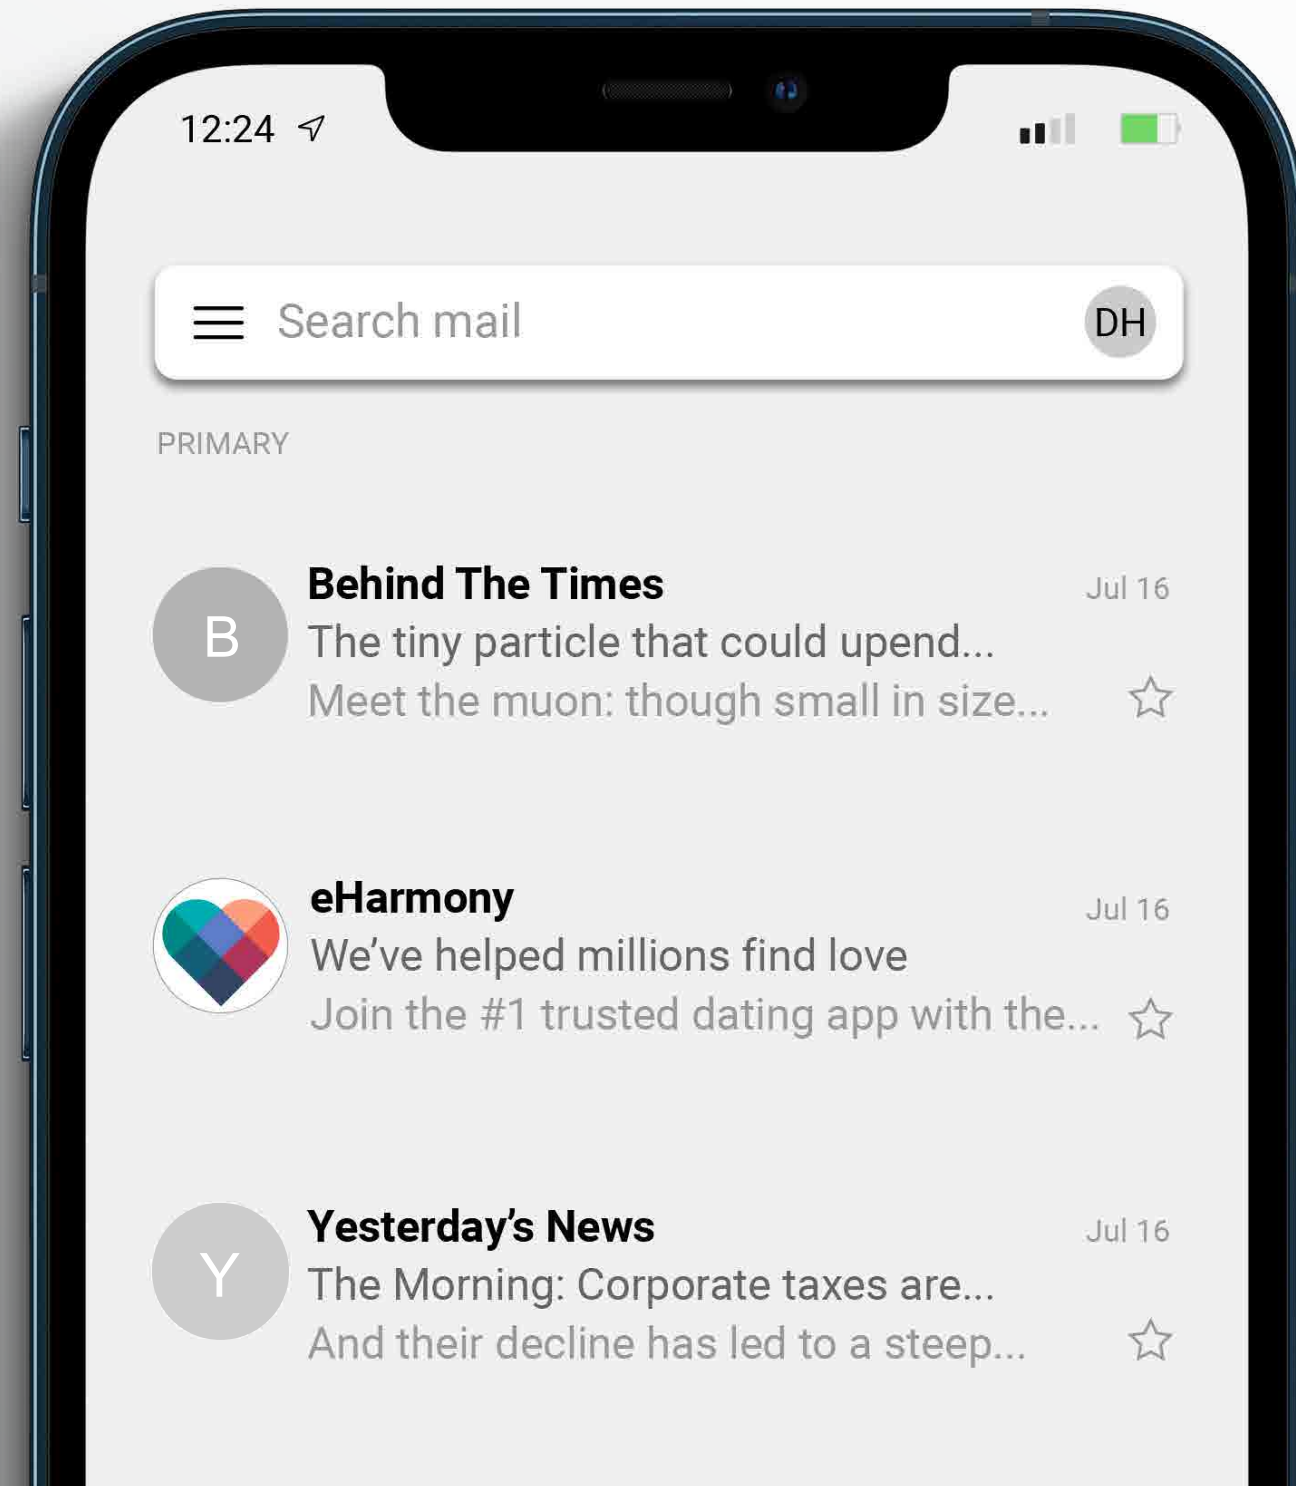 12:24
Search mail
DH
PRIMARY
B
Behind The Times
Jul 16
The tiny particle that could upend...
Meet the muon: though small in size...
eHarmony
Jul 16
We’ve helped millions find love
Join the #1 trusted dating app with the...
Y
Yesterday’s News
Jul 16
The Morning: Corporate taxes are...
And their decline has led to a steep...